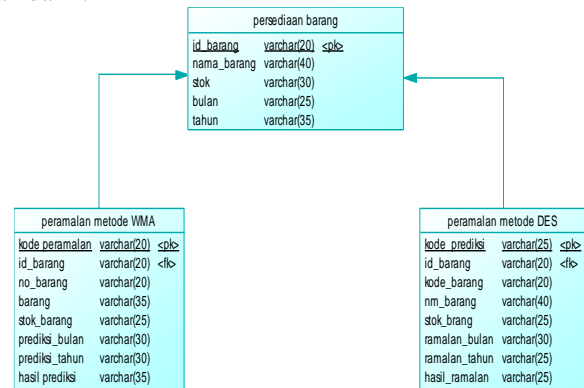 persediaan barang
id_barang varchar(20) <pk>
nama_barang varchar(40)
stok varchar(30)
bulan varchar(25)
tahun varchar(35)
peramalan metode WMA
kode peramalan varchar(20) <pk>
id_barang varchar(20) <fk>
no_barang varchar(20)
barang varchar(35)
stok_barang varchar(25)
prediksi_bulan varchar(30)
prediksi_tahun varchar(30)
hasil prediksi varchar(35)
peramalan metode DES
kode_prediksi varchar(25) <pk>
id_barang varchar(20) <fk>
kode_barang varchar(20)
nm_barang varchar(40)
stok_brang varchar(25)
ramalan_bulan varchar(30)
ramalan_tahun varchar(25)
hasil_ramalan varchar(25)